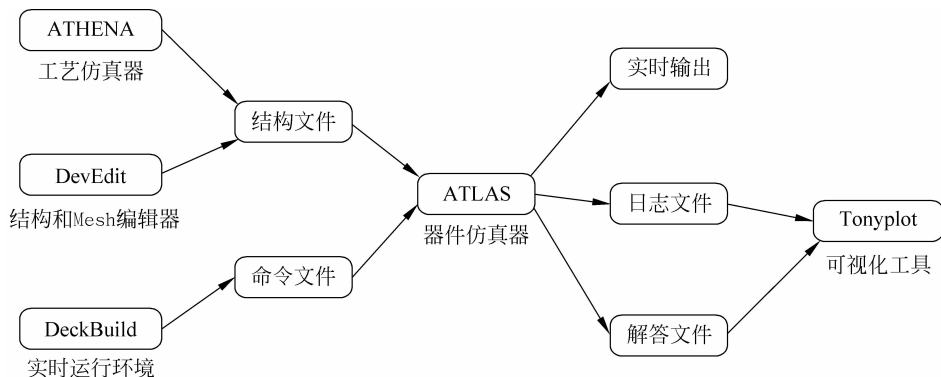 ATHENA
工艺仿真器
结构文件
DevEdit
结构和Mesh编辑器
命令文件
DeckBuild
实时运行环境
ATLAS
器件仿真器
实时输出
日志文件
解答文件
Tonyplot
可视化工具